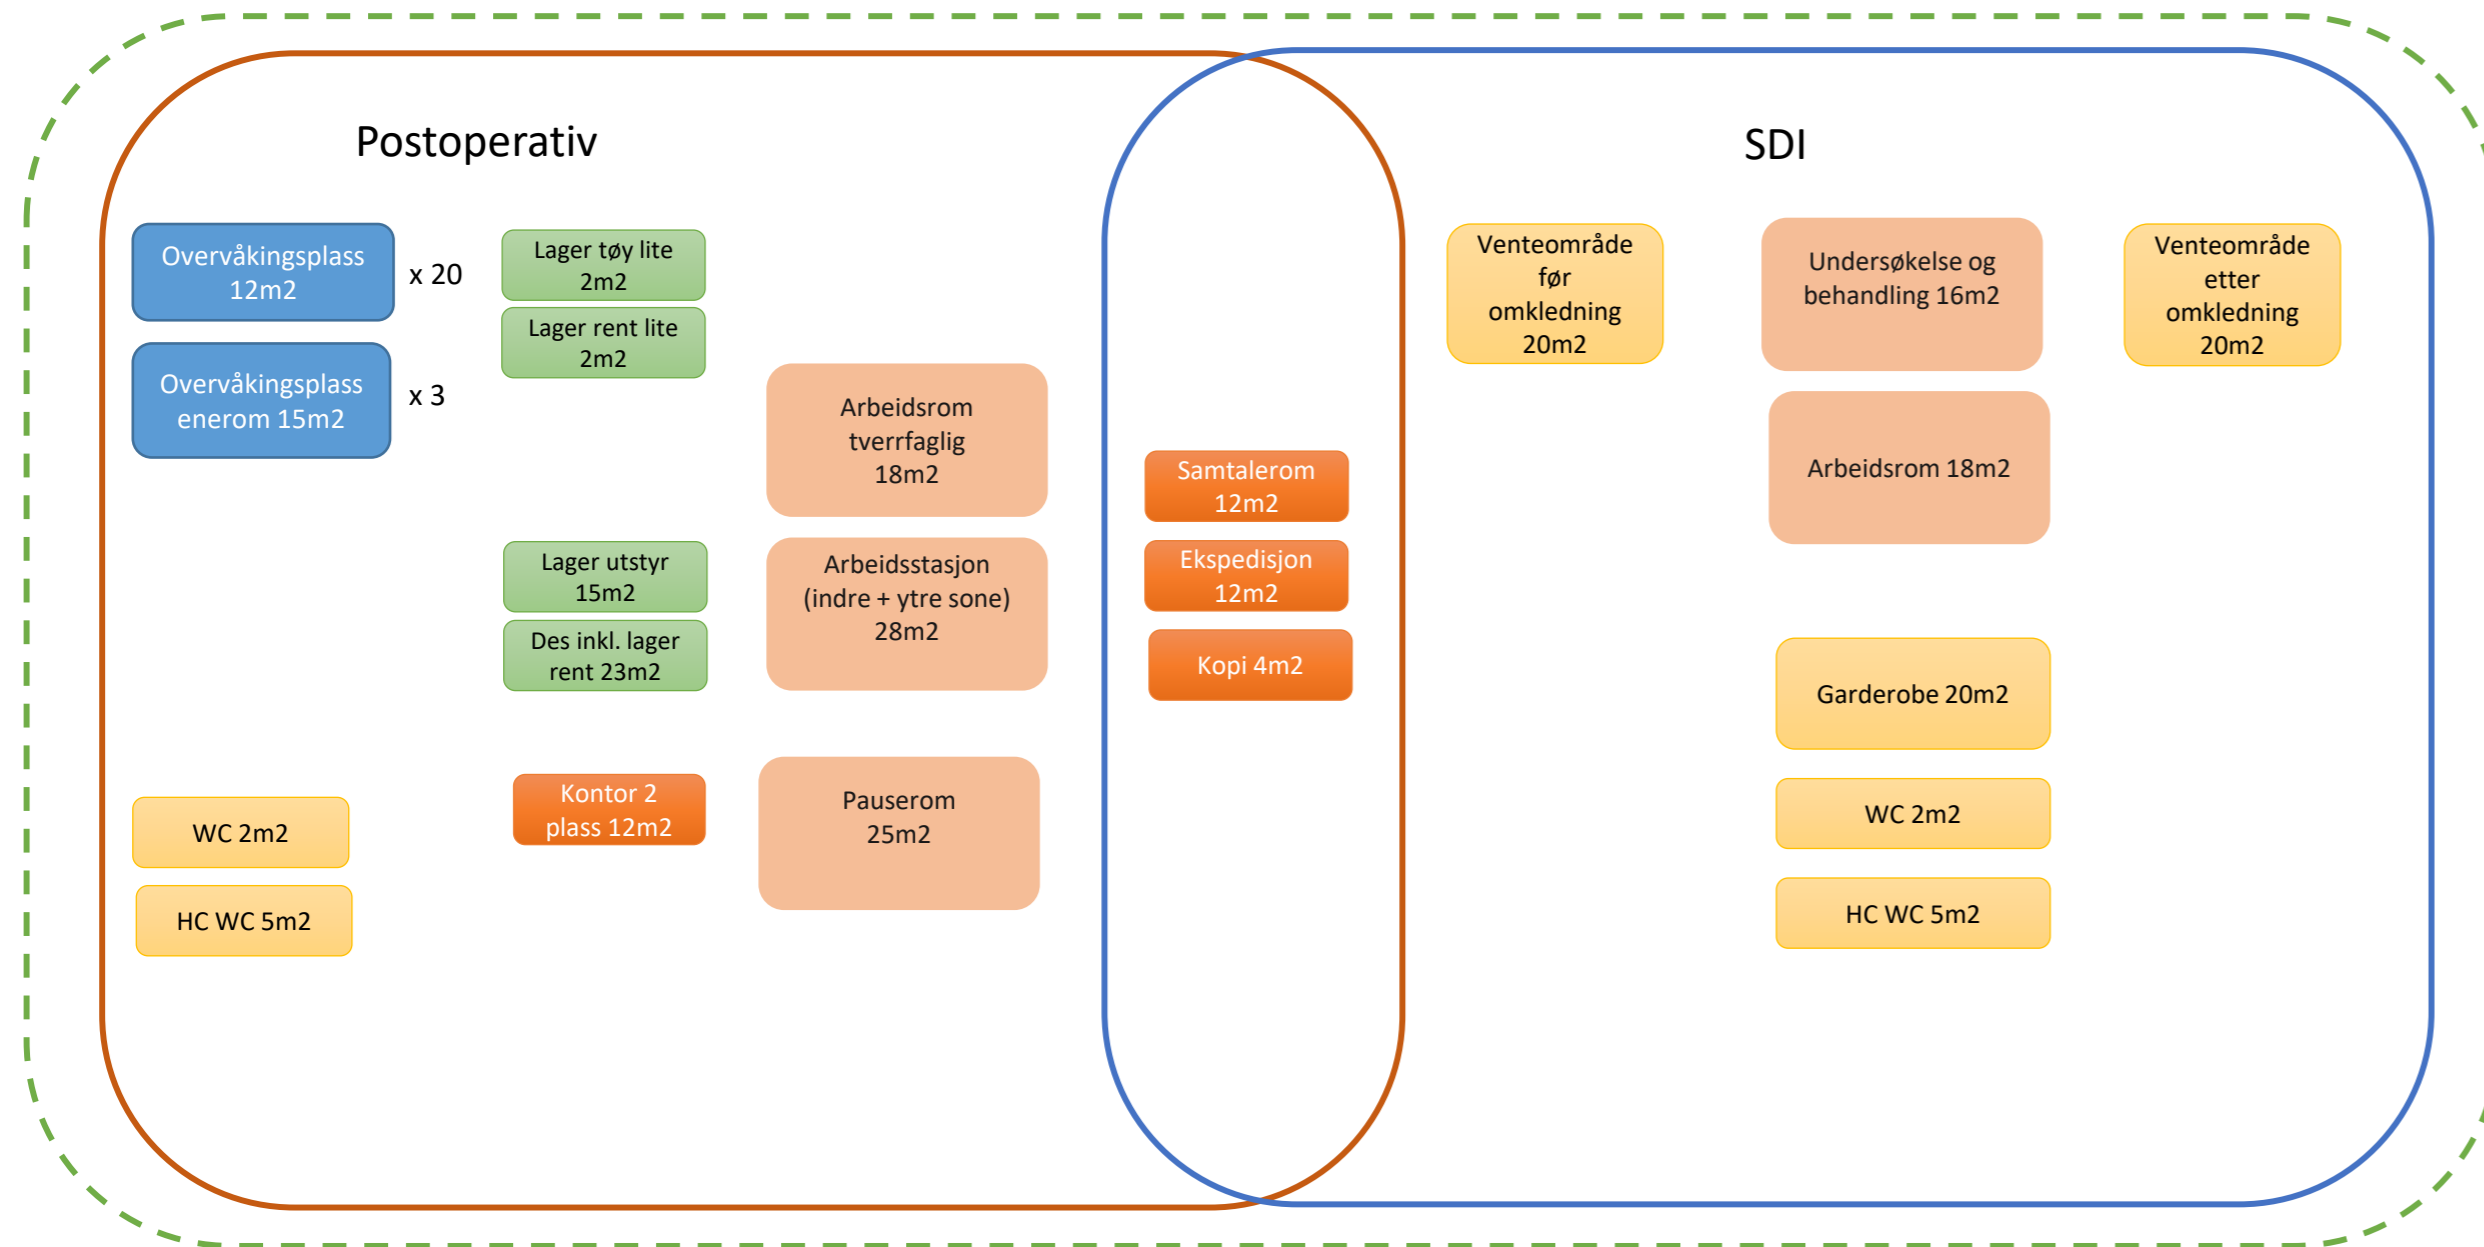 Postoperativ
Overvåkingsplass
12m2
x 20
Overvåkingsplass
enerom 15m2
x 3
Lager tøy lite
2m2
Lager rent lite
2m2
Arbeidsrom
tverrfaglig
18m2
Lager utstyr
15m2
Des inkl. lager
rent 23m2
Arbeidsstasjon
(indre + ytre sone)
28m2
WC 2m2
HC WC 5m2
Kontor 2
plass 12m2
Pauserom
25m2
Samtalerom
12m2
Ekspedisjon
12m2
Kopi 4m2
SDI
Venteområde
før
omkledning
20m2
Undersøkelse og
behandling 16m2
Venteområde
etter
omkledning
20m2
Arbeidsrom 18m2
Garderobe 20m2
WC 2m2
HC WC 5m2